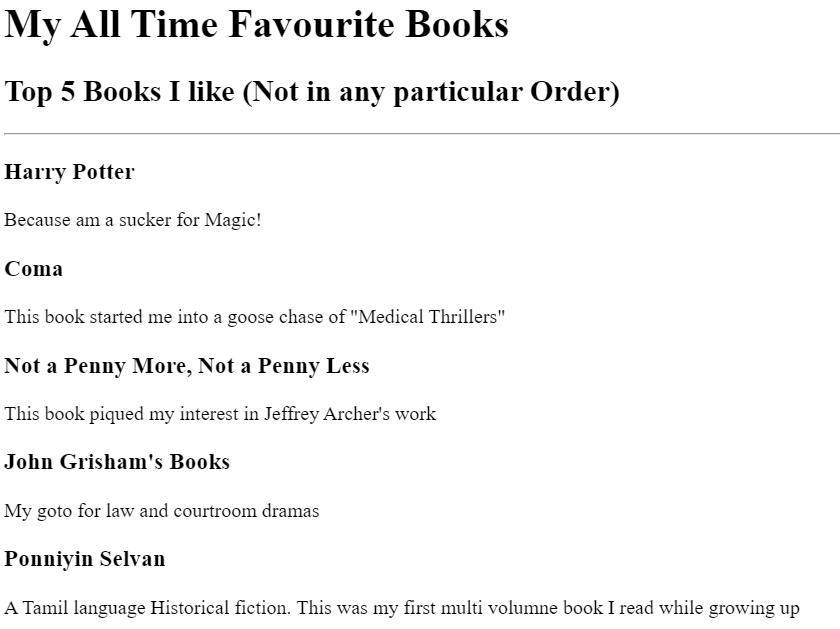 My All Time Favourite Books
Top 5 Books I like (Not in any particular Order)
Harry Potter
Because am a sucker for Magic!
Coma
This book started me into a goose chase of "Medical Thrillers"
Not a Penny More, Not a Penny Less
This book piqued my interest in Jeffrey Archer's work
John Grisham's Books
My goto for law and courtroom dramas
Ponniyin Selvan
A Tamil language Historical fiction. This was my first multi volumne book I read while growing up